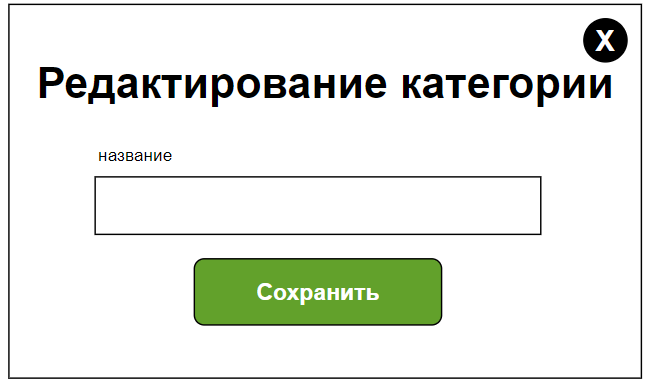 X
Редактирование категории
название
Сохранить